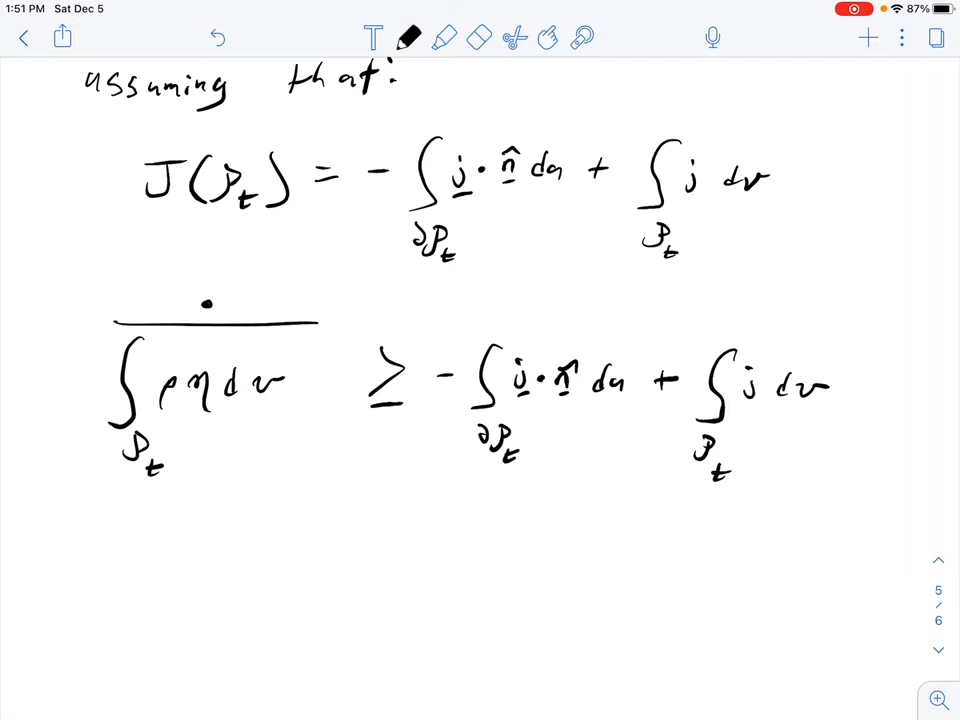 1:51 PM Sat Dec 5
87%
assuming that:
J(𝒫_t) = - ∫_{∂𝒫_t} j̲ · n̲̂ da + ∫_{𝒫_t} j dv
\dot{\overline{∫_{𝒫_t} ρ η dv}} ≥ - ∫_{∂𝒫_t} j̲ · n̲̂ da + ∫_{𝒫_t} j dv
5
/
6